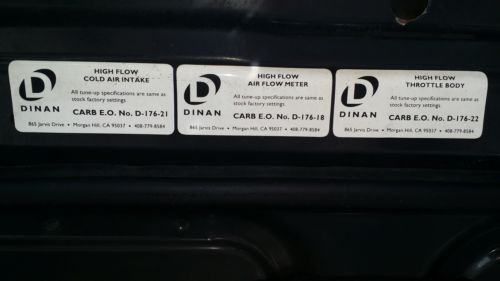 HIGH FLOW
COLD AIR INTAKE
All tune-up specifications are same as
stock factory settings.
DINAN
CARB E.O. No. D-176-21
865 Jarvis Drive • Morgan Hill, CA 95037 • 408-779-8584
HIGH FLOW
AIR FLOW METER
All tune-up specifications are same as
stock factory settings.
DINAN
CARB E.O. No. D-176-18
865 Jarvis Drive • Morgan Hill, CA 95037 • 408-779-8584
HIGH FLOW
THROTTLE BODY
All tune-up specifications are same as
stock factory settings.
DINAN
CARB E.O. No. D-176-22
865 Jarvis Drive • Morgan Hill, CA 95037 • 408-779-8584